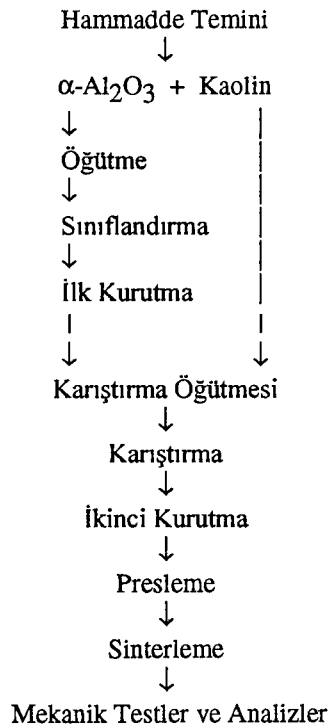 Hammadde Temini
α-Al2O3 + Kaolin
Öğütme
Sınıflandırma
İlk Kurutma
Karıştırma Öğütmesi
Karıştırma
İkinci Kurutma
Presleme
Sinterleme
Mekanik Testler ve Analizler